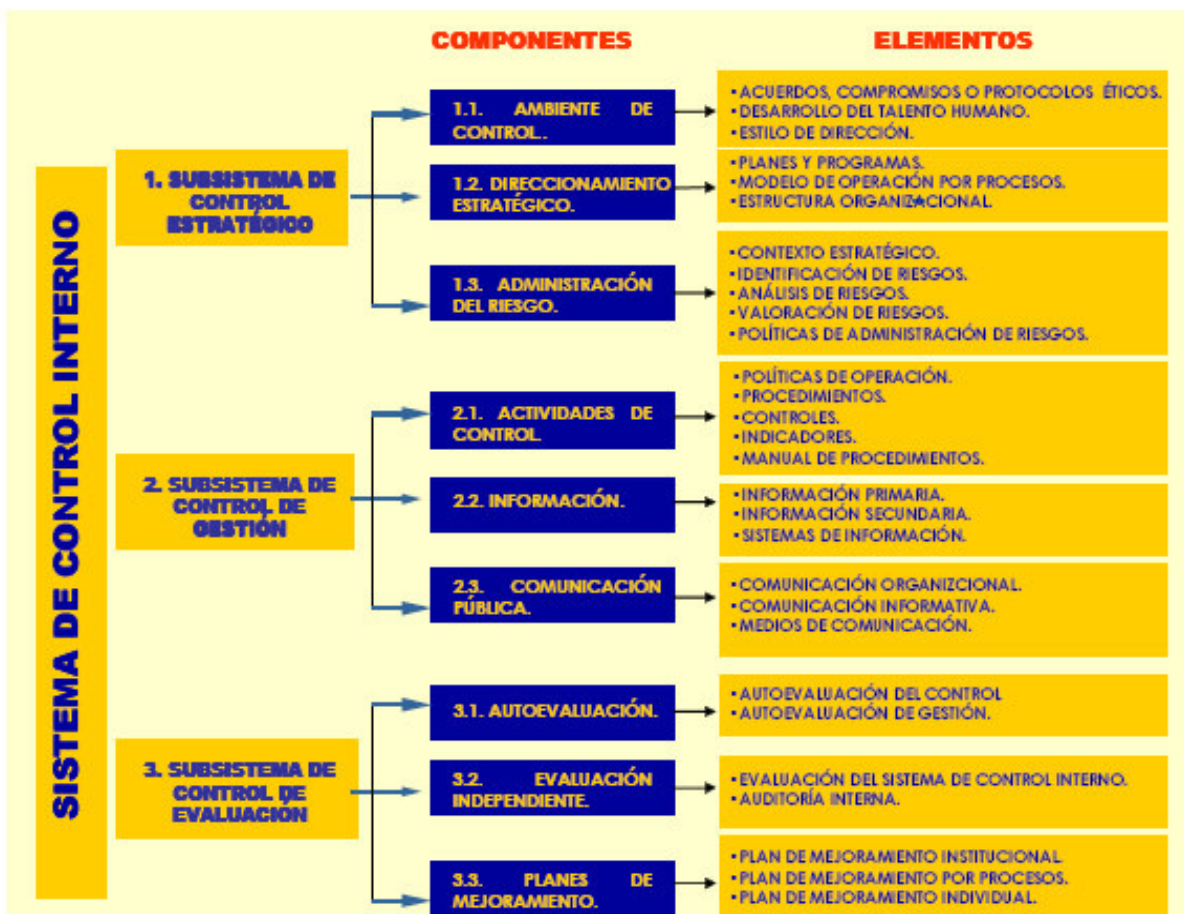 COMPONENTES
ELEMENTOS
SISTEMA DE CONTROL INTERNO
1. SUBSISTEMA DE
CONTROL
ESTRATÉGICO
1.1. AMBIENTE DE
CONTROL.
• ACUERDOS, COMPROMISOS O PROTOCOLOS ÉTICOS.
• DESARROLLO DEL TALENTO HUMANO.
• ESTILO DE DIRECCIÓN.
1.2. DIRECCIONAMIENTO
ESTRATÉGICO.
• PLANES Y PROGRAMAS.
• MODELO DE OPERACIÓN POR PROCESOS.
• ESTRUCTURA ORGANIZACIONAL.
1.3. ADMINISTRACIÓN
DEL RIESGO.
• CONTEXTO ESTRATÉGICO.
• IDENTIFICACIÓN DE RIESGOS.
• ANÁLISIS DE RIESGOS.
• VALORACIÓN DE RIESGOS.
• POLÍTICAS DE ADMINISTRACIÓN DE RIESGOS.
2. SUBSISTEMA DE
CONTROL DE
GESTIÓN
2.1. ACTIVIDADES DE
CONTROL.
• POLÍTICAS DE OPERACIÓN.
• PROCEDIMIENTOS.
• CONTROLES.
• INDICADORES.
• MANUAL DE PROCEDIMIENTOS.
2.2. INFORMACIÓN.
• INFORMACIÓN PRIMARIA.
• INFORMACIÓN SECUNDARIA.
• SISTEMAS DE INFORMACIÓN.
2.3. COMUNICACIÓN
PÚBLICA.
• COMUNICACIÓN ORGANIZCIONAL.
• COMUNICACIÓN INFORMATIVA.
• MEDIOS DE COMUNICACIÓN.
3. SUBSISTEMA DE
CONTROL DE
EVALUACIÓN
3.1. AUTOEVALUACIÓN.
• AUTOEVALUACIÓN DEL CONTROL
• AUTOEVALUACIÓN DE GESTIÓN.
3.2. EVALUACIÓN
INDEPENDIENTE.
• EVALUACIÓN DEL SISTEMA DE CONTROL INTERNO.
• AUDITORÍA INTERNA.
3.3. PLANES DE
MEJORAMIENTO.
• PLAN DE MEJORAMIENTO INSTITUCIONAL.
• PLAN DE MEJORAMIENTO POR PROCESOS.
• PLAN DE MEJORAMIENTO INDIVIDUAL.